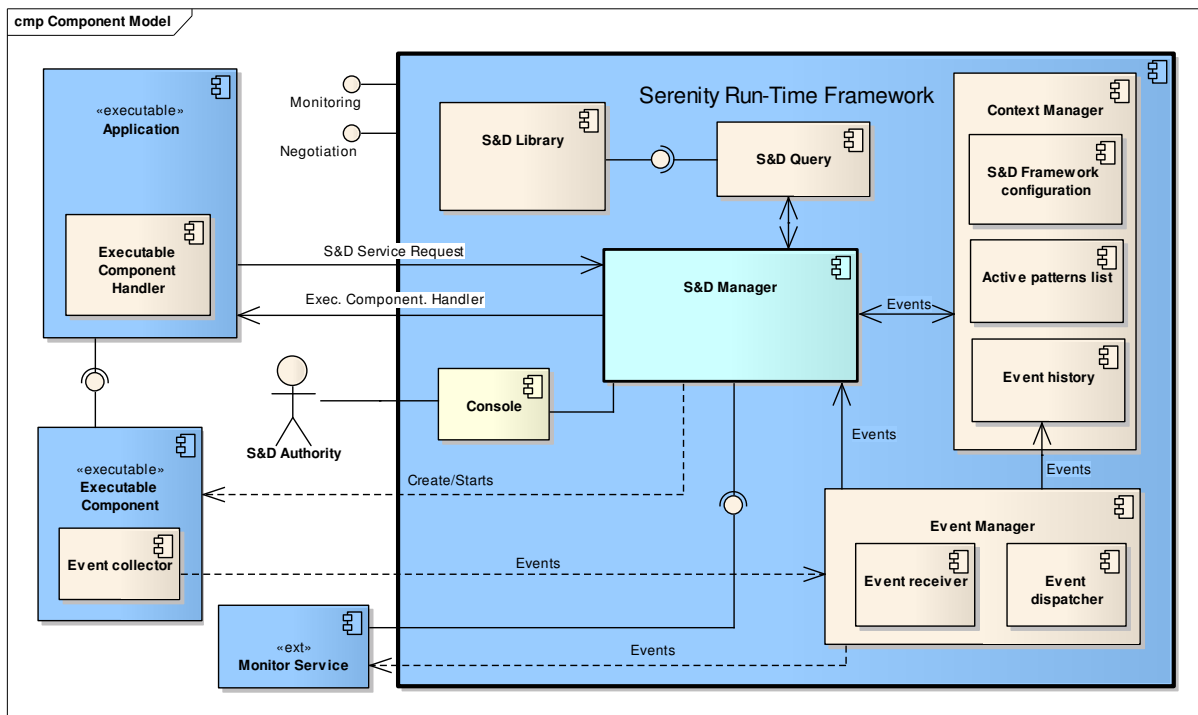 cmp Component Model
«executable»
Application
Executable
Component
Handler
Monitoring
Negotiation
Serenity Run-Time Framework
S&D Library
S&D Query
Context Manager
S&D Framework
configuration
Active patterns list
Event history
S&D Service Request
Exec. Component. Handler
S&D Manager
Events
Console
S&D Authority
Events
Events
«executable»
Executable
Component
Event collector
Create/Starts
Events
Event Manager
Event receiver
Event
dispatcher
«ext»
Monitor Service
Events